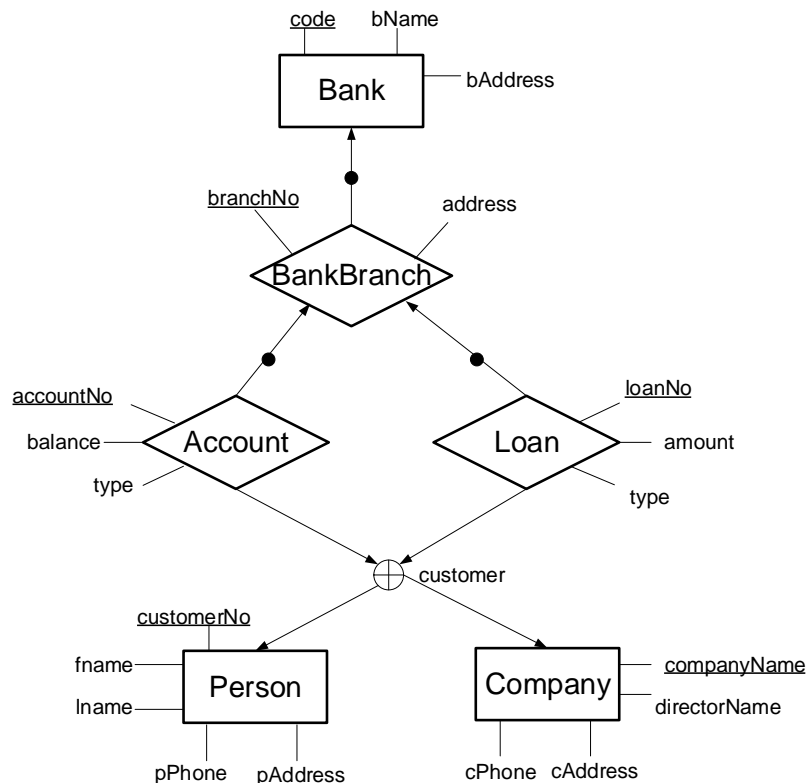 code
bName
Bank
bAddress
branchNo
address
BankBranch
accountNo
loanNo
balance
Account
Loan
amount
type
type
customer
customerNo
fname
companyName
Person
Company
lname
directorName
pPhone
pAddress
cPhone
cAddress